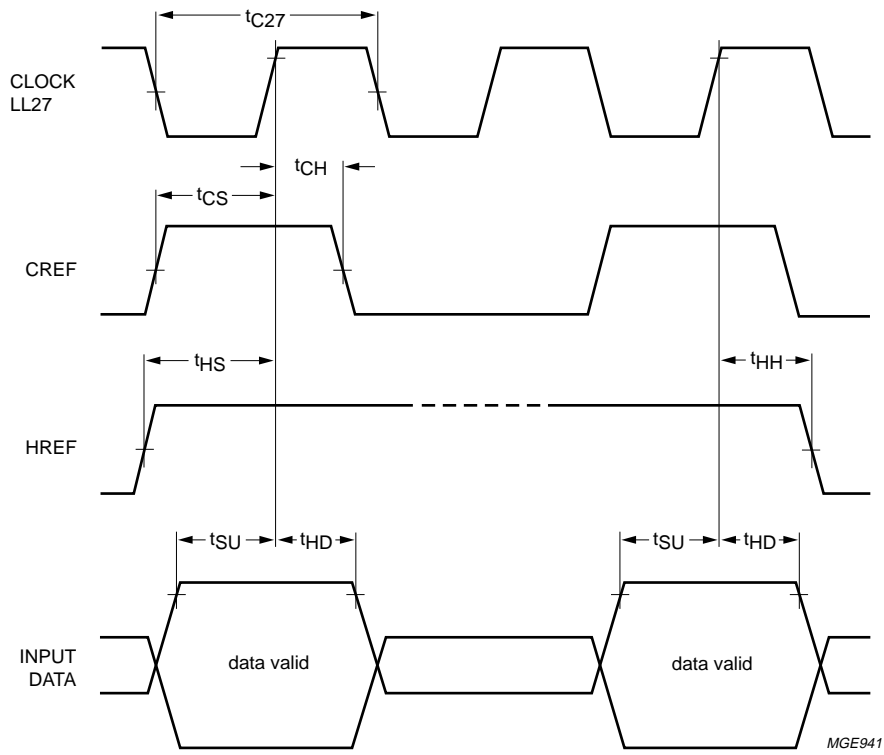 tC27
CLOCK
LL27
tCH
tCS
CREF
tHS
tHH
HREF
tSU
tHD
tSU
tHD
INPUT
DATA
data valid
data valid
MGE941